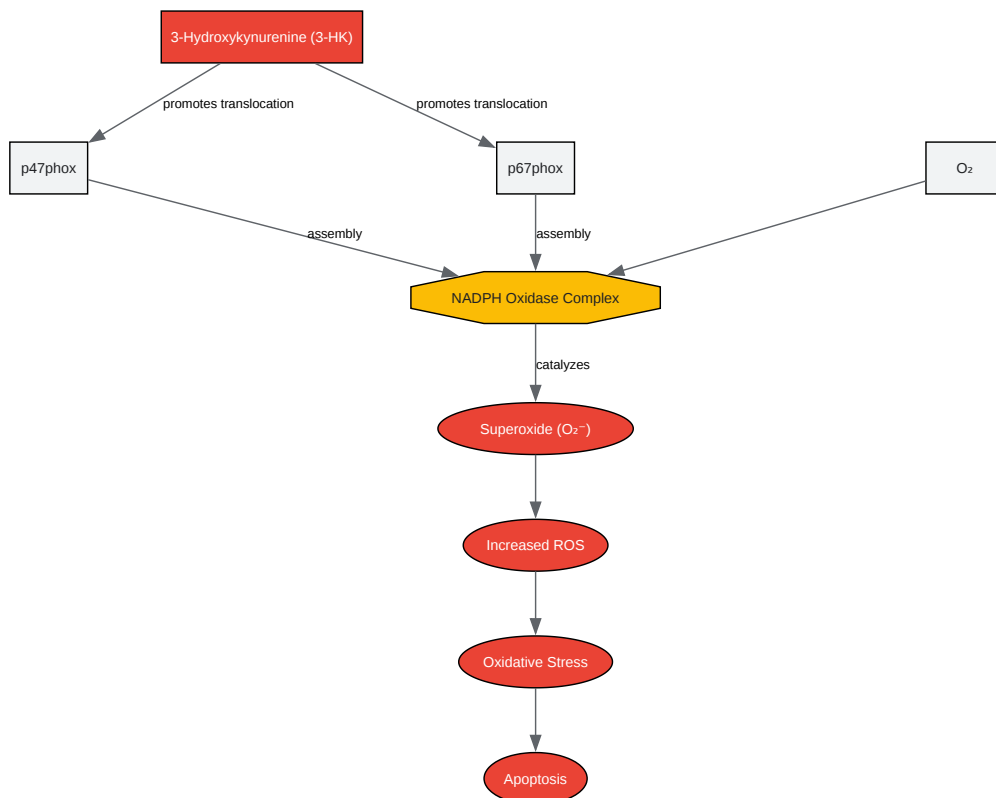 3-Hydroxykynurenine (3-HK)
promotes translocation
promotes translocation
p47phox
p67phox
O₂
assembly
assembly
NADPH Oxidase Complex
catalyzes
Superoxide (O₂⁻)
Increased ROS
Oxidative Stress
Apoptosis